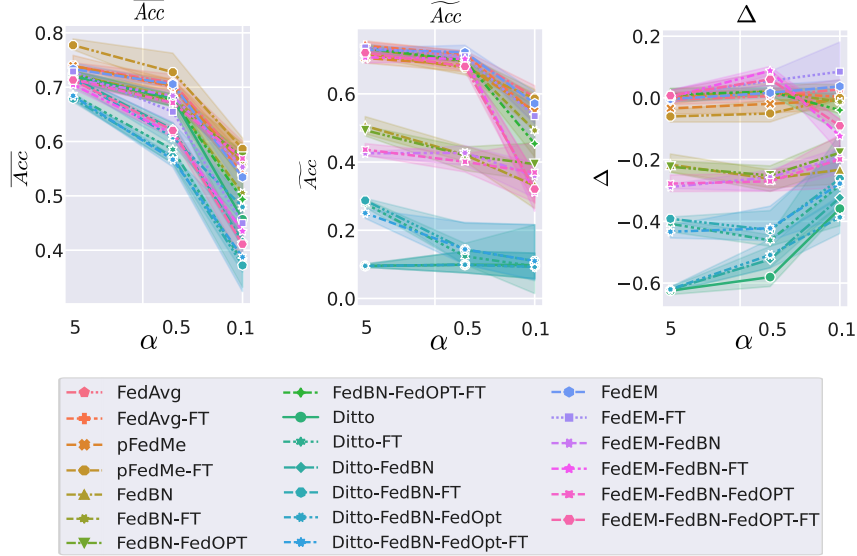 Acc
Acc
Δ
0.8
0.7
0.6
0.5
0.4
Acc
5
0.5
0.1
α
0.6
0.4
0.2
0.0
Acc
5
0.5
0.1
α
0.2
0.0
−0.2
−0.4
−0.6
Δ
5
0.5
0.1
α
FedAvg
FedAvg-FT
pFedMe
pFedMe-FT
FedBN
FedBN-FT
FedBN-FedOPT
FedBN-FedOPT-FT
Ditto
Ditto-FT
Ditto-FedBN
Ditto-FedBN-FT
Ditto-FedBN-FedOpt
Ditto-FedBN-FedOpt-FT
FedEM
FedEM-FT
FedEM-FedBN
FedEM-FedBN-FT
FedEM-FedBN-FedOPT
FedEM-FedBN-FedOPT-FT